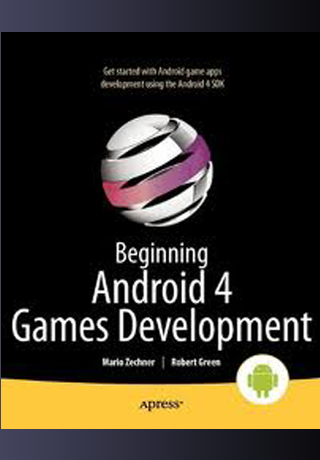 Get started with Android game apps
development using the Android 4 SDK
Beginning
Android 4
Games Development
Mario Zechner | Robert Green
Apress®